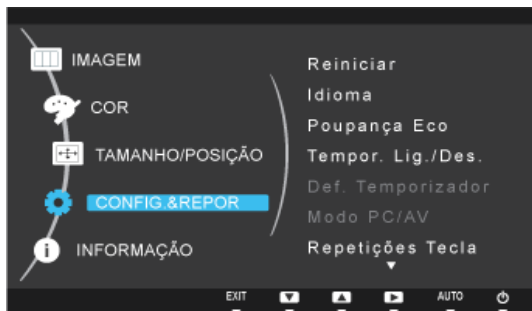 IMAGEM
COR
TAMANHO/POSIÇÃO
CONFIG.&REPOR
INFORMAÇÃO
Reiniciar
Idioma
Poupança Eco
Tempor. Lig./Des.
Def. Temporizador
Modo PC/AV
Repetições Tecla
EXIT AUTO